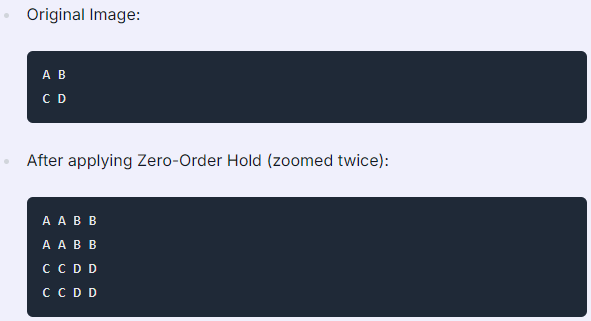 Original Image:
A B
C D
After applying Zero-Order Hold (zoomed twice):
A A B B
A A B B
C C D D
C C D D